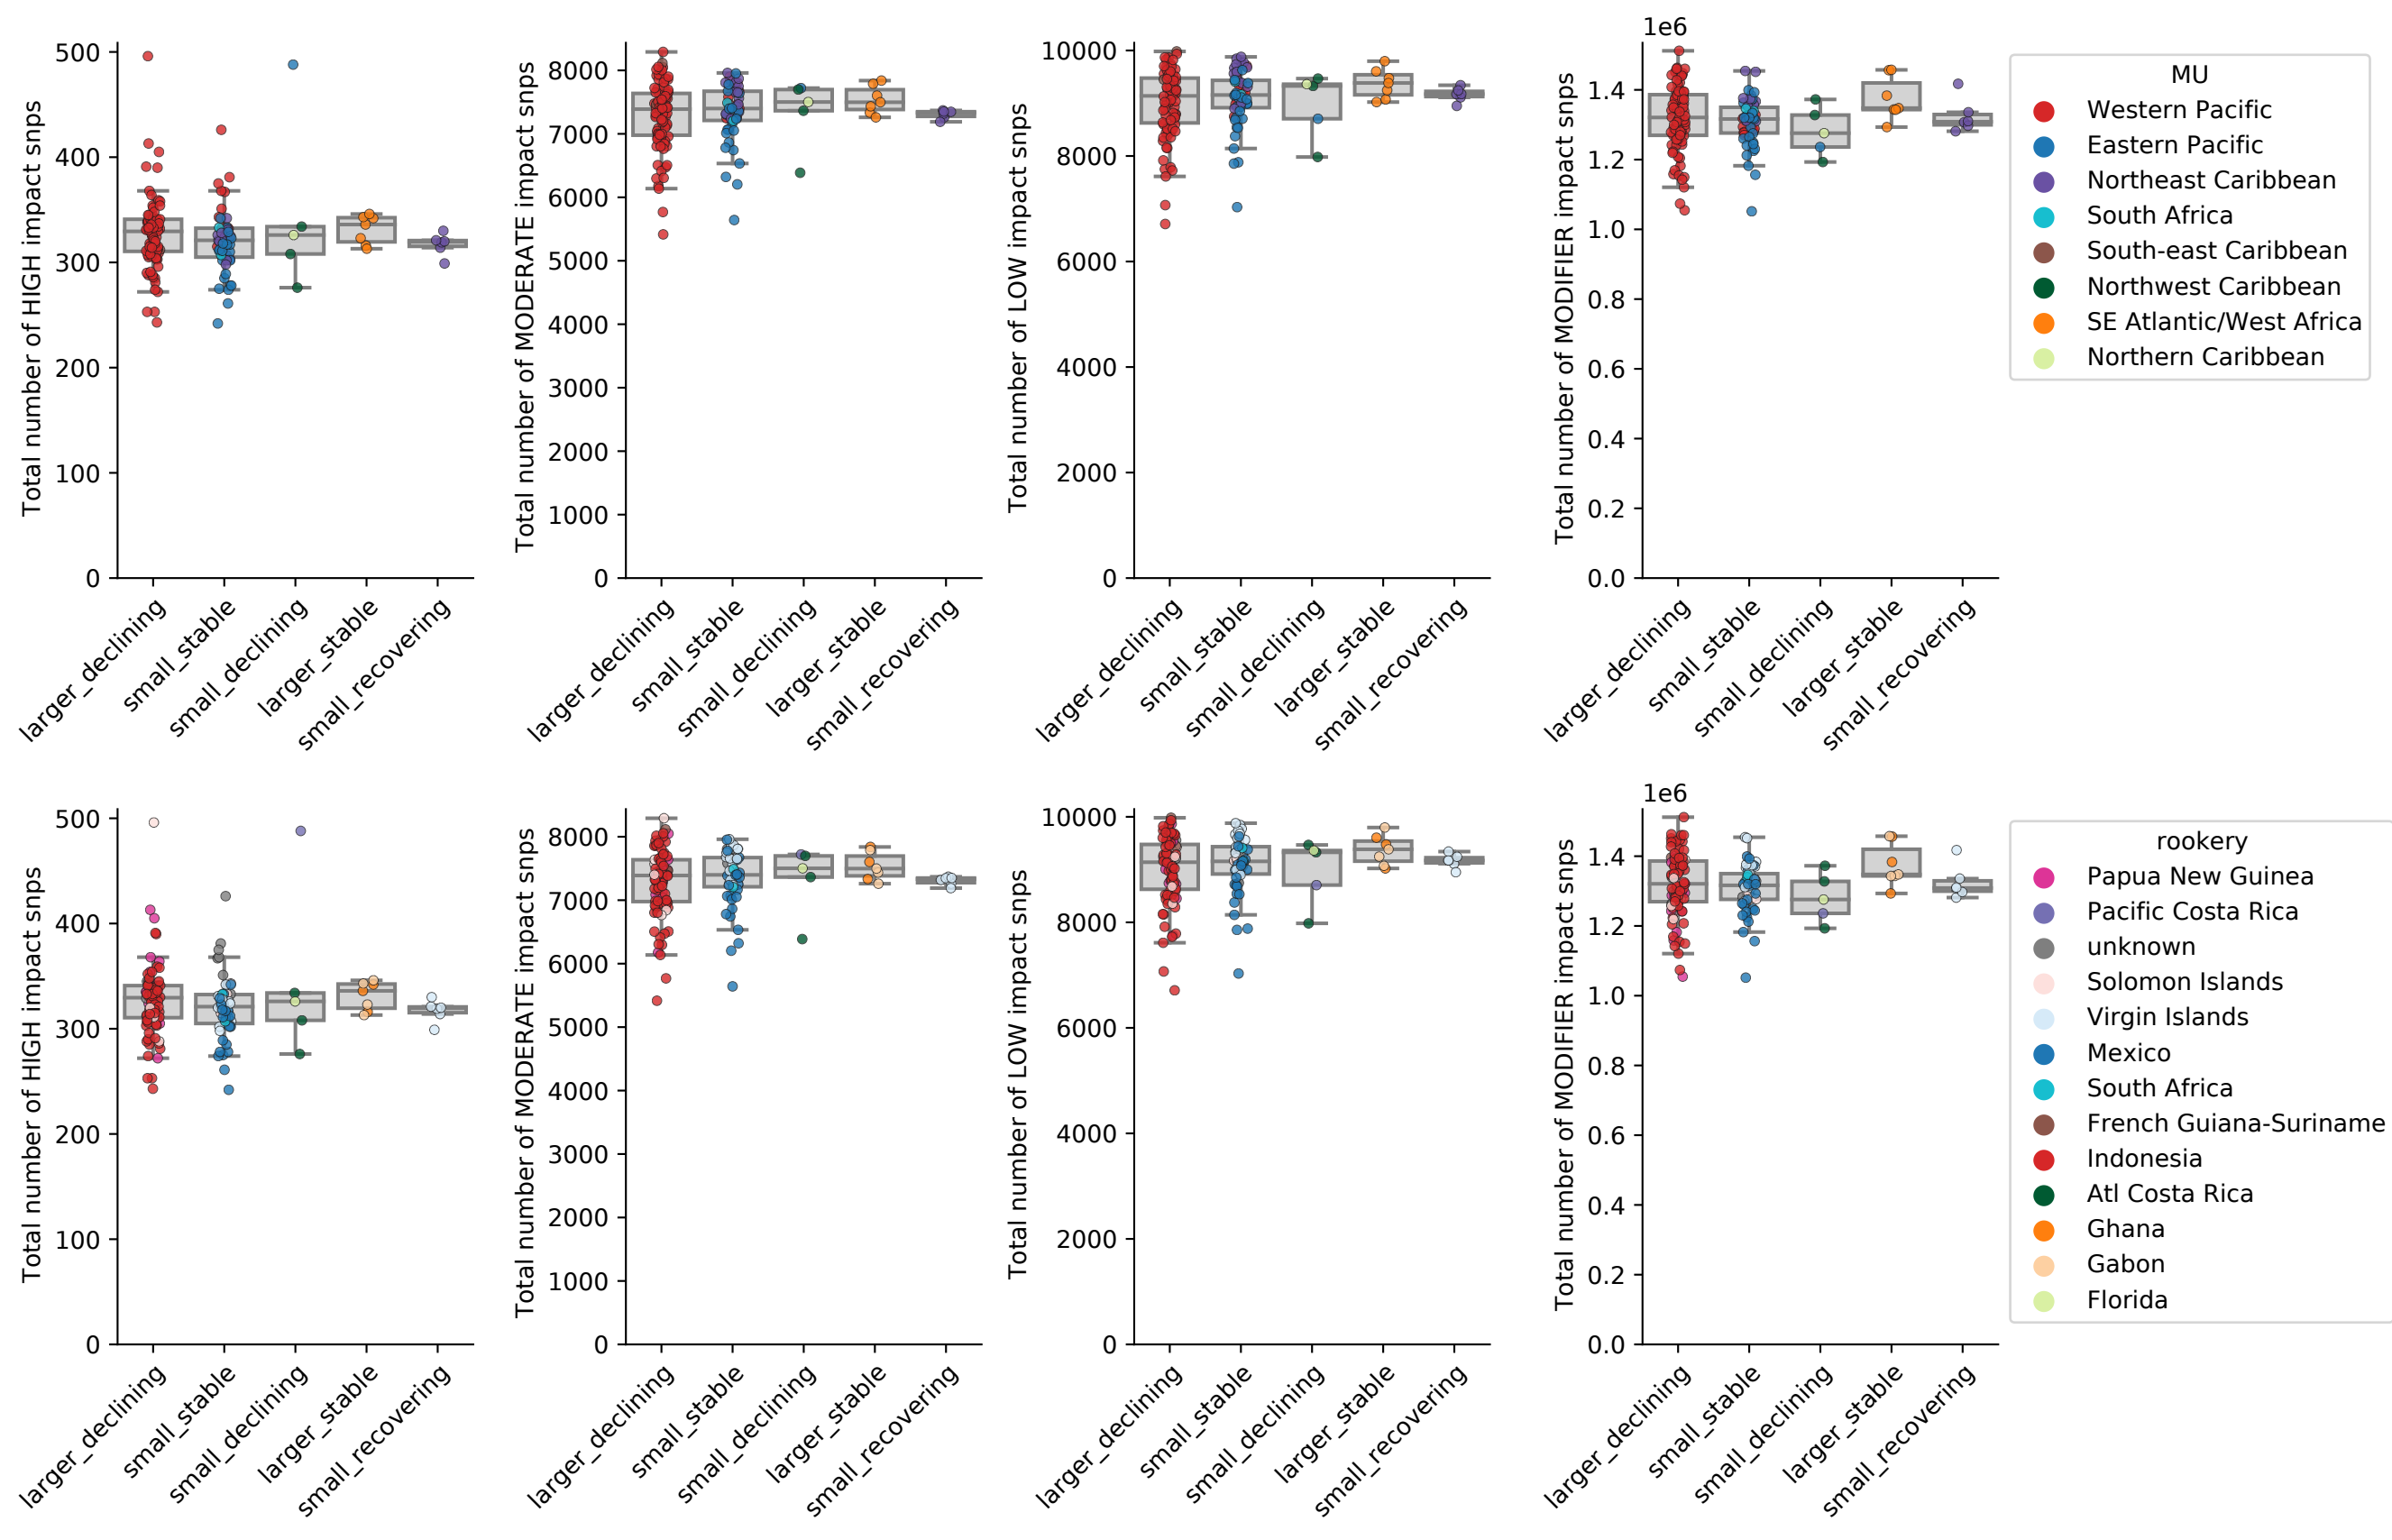 Total number of HIGH impact snps
500
400
300
200
100
0
larger_declining
small_stable
small_declining
larger_stable
small_recovering
Total number of MODERATE impact snps
8000
7000
6000
5000
4000
3000
2000
1000
0
larger_declining
small_stable
small_declining
larger_stable
small_recovering
Total number of LOW impact snps
10000
8000
6000
4000
2000
0
larger_declining
small_stable
small_declining
larger_stable
small_recovering
1e6
Total number of MODIFIER impact snps
1.4
1.2
1.0
0.8
0.6
0.4
0.2
0.0
larger_declining
small_stable
small_declining
larger_stable
small_recovering
MU
Western Pacific
Eastern Pacific
Northeast Caribbean
South Africa
South-east Caribbean
Northwest Caribbean
SE Atlantic/West Africa
Northern Caribbean
Total number of HIGH impact snps
500
400
300
200
100
0
larger_declining
small_stable
small_declining
larger_stable
small_recovering
Total number of MODERATE impact snps
8000
7000
6000
5000
4000
3000
2000
1000
0
larger_declining
small_stable
small_declining
larger_stable
small_recovering
Total number of LOW impact snps
10000
8000
6000
4000
2000
0
larger_declining
small_stable
small_declining
larger_stable
small_recovering
1e6
Total number of MODIFIER impact snps
1.4
1.2
1.0
0.8
0.6
0.4
0.2
0.0
larger_declining
small_stable
small_declining
larger_stable
small_recovering
rookery
Papua New Guinea
Pacific Costa Rica
unknown
Solomon Islands
Virgin Islands
Mexico
South Africa
French Guiana-Suriname
Indonesia
Atl Costa Rica
Ghana
Gabon
Florida